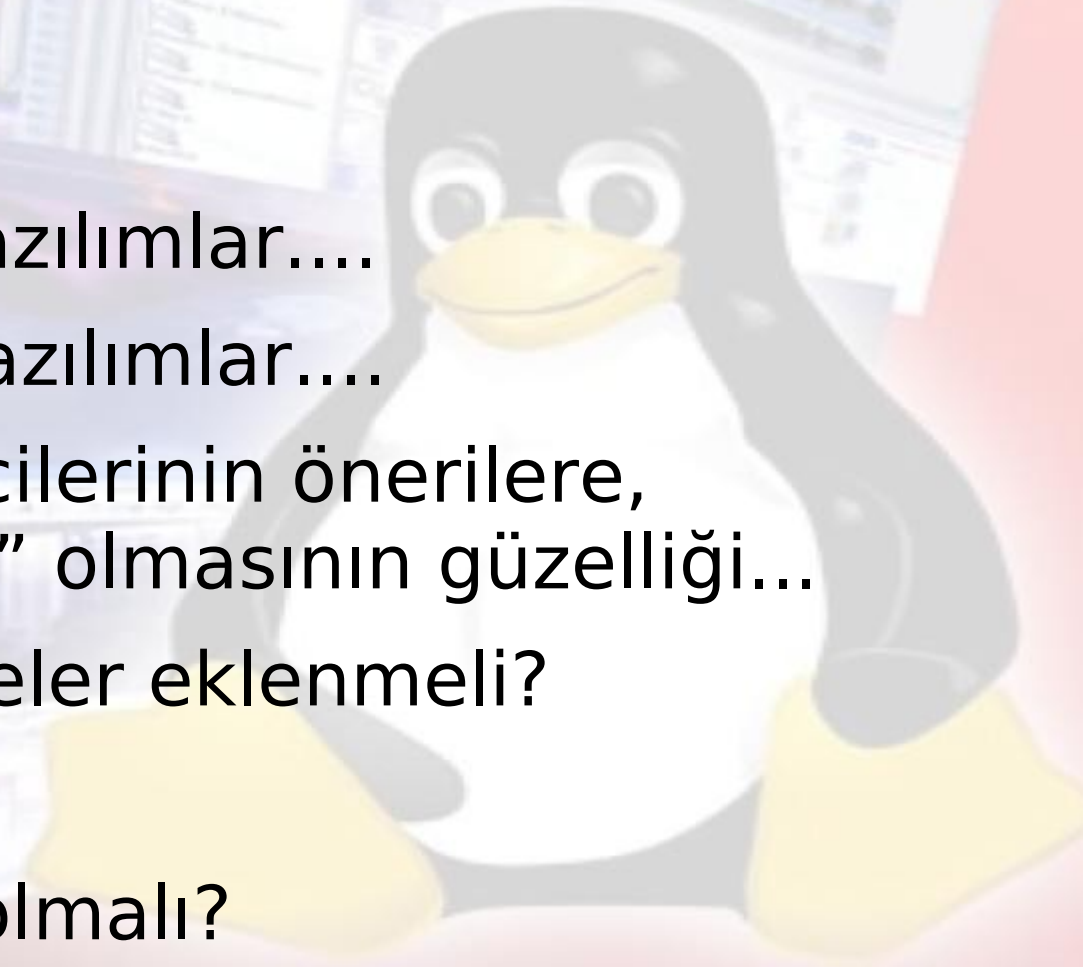 azılımlar....
azılımlar....
cilerinin önerilere,
” olmasının güzelliği...
eler eklenmeli?
olmalı?